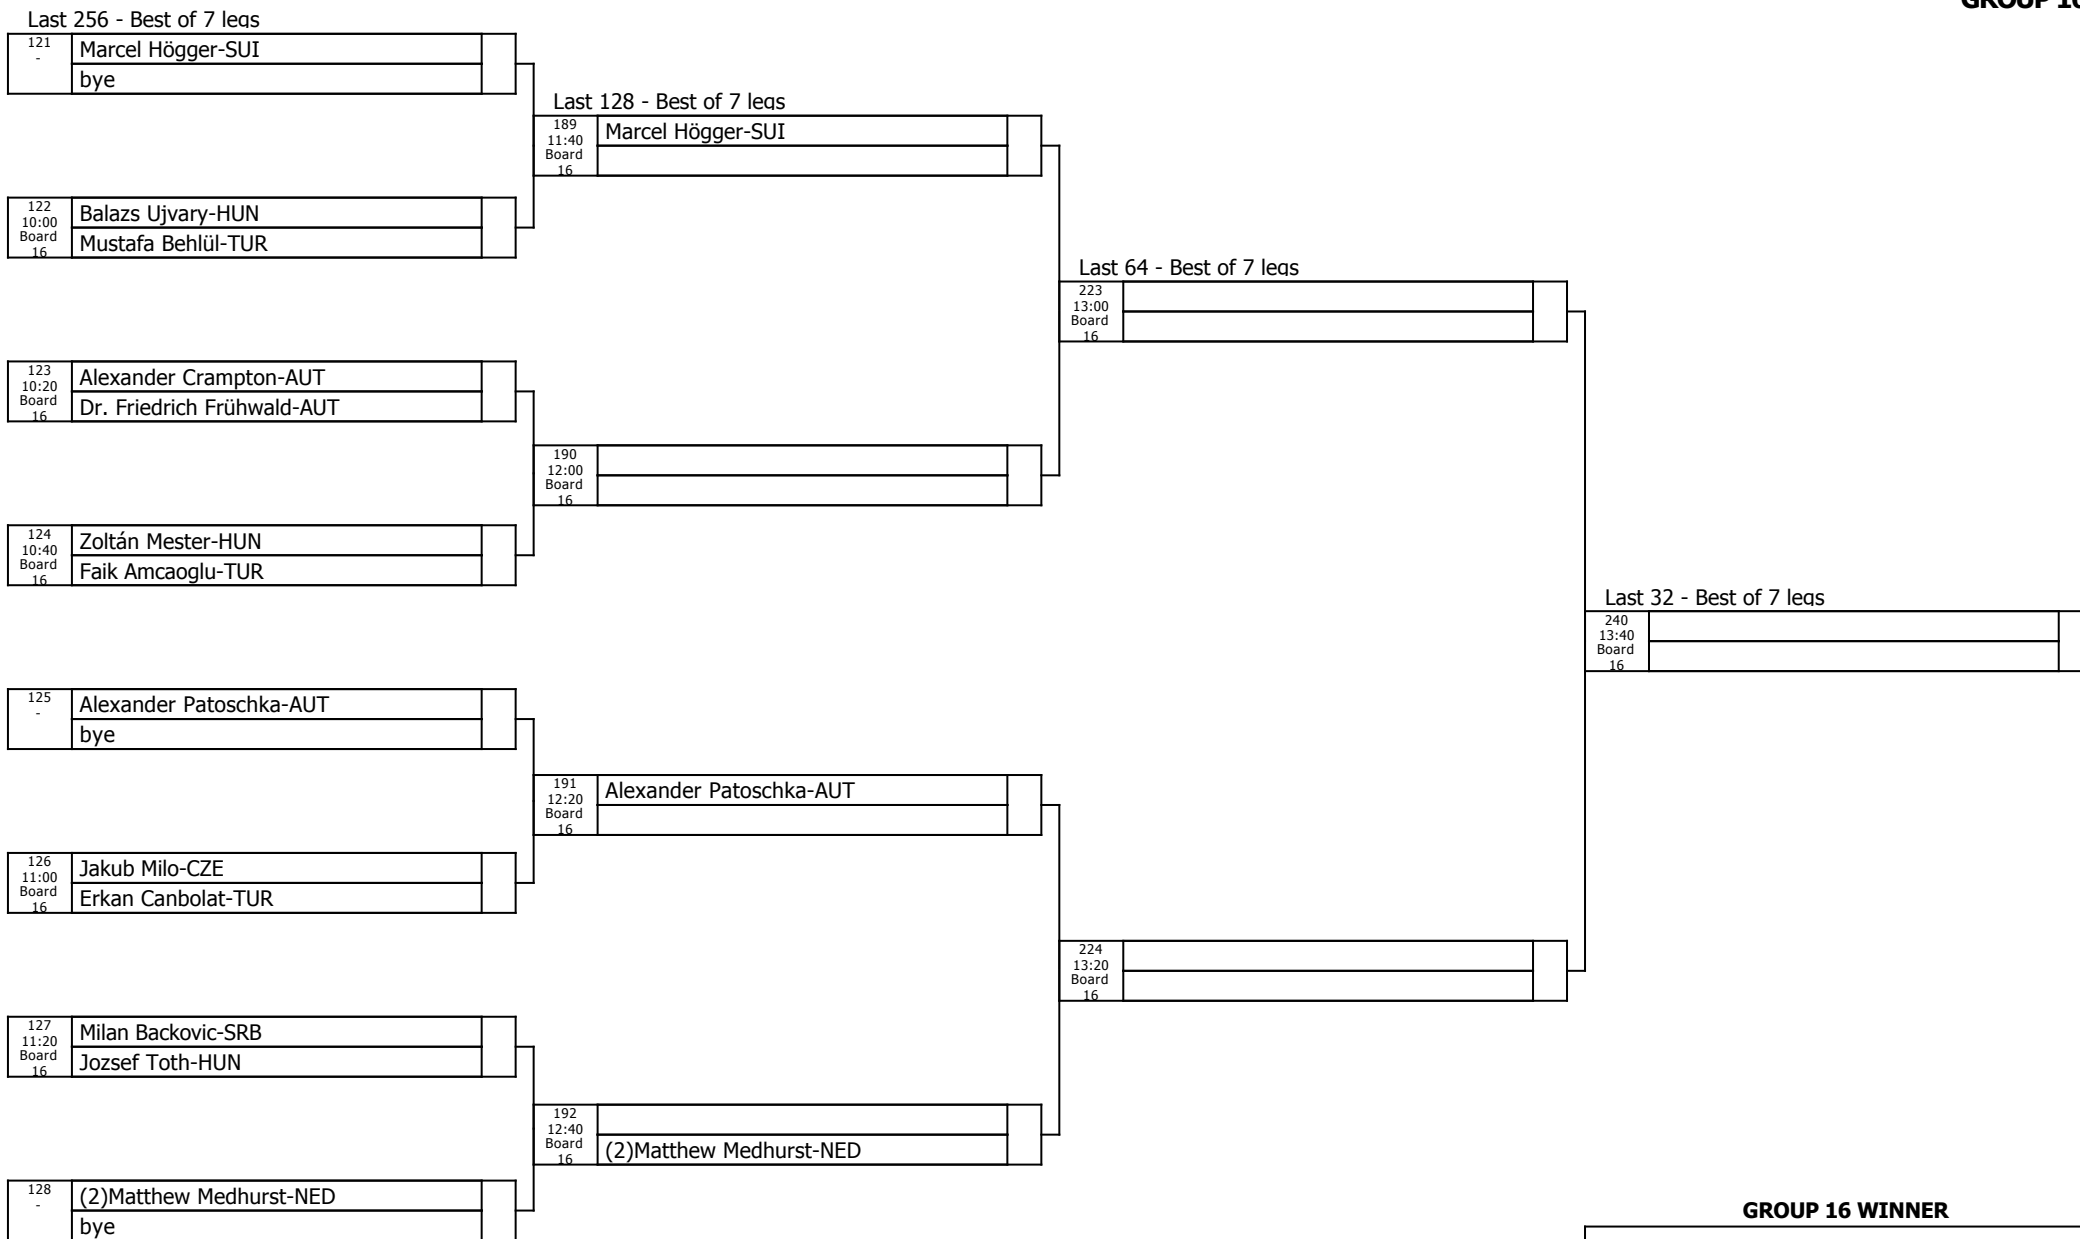 GROUP 16
Last 256 - Best of 7 legs
121
-
Marcel Högger-SUI
bye
Last 128 - Best of 7 legs
189
11:40
Board
16
Marcel Högger-SUI
122
10:00
Board
16
Balazs Ujvary-HUN
Mustafa Behlül-TUR
Last 64 - Best of 7 legs
223
13:00
Board
16
123
10:20
Board
16
Alexander Crampton-AUT
Dr. Friedrich Frühwald-AUT
190
12:00
Board
16
124
10:40
Board
16
Zoltán Mester-HUN
Faik Amcaoglu-TUR
Last 32 - Best of 7 legs
240
13:40
Board
16
125
-
Alexander Patoschka-AUT
bye
191
12:20
Board
16
Alexander Patoschka-AUT
126
11:00
Board
16
Jakub Milo-CZE
Erkan Canbolat-TUR
224
13:20
Board
16
127
11:20
Board
16
Milan Backovic-SRB
Jozsef Toth-HUN
192
12:40
Board
16
(2)Matthew Medhurst-NED
128
-
(2)Matthew Medhurst-NED
bye
GROUP 16 WINNER